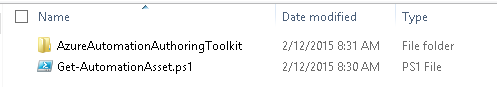 Name Date modified Type
AzureAutomationAuthoringToolkit 2/12/2015 8:31 AM File folder
Get-AutomationAsset.ps1 2/12/2015 8:30 AM PS1 File